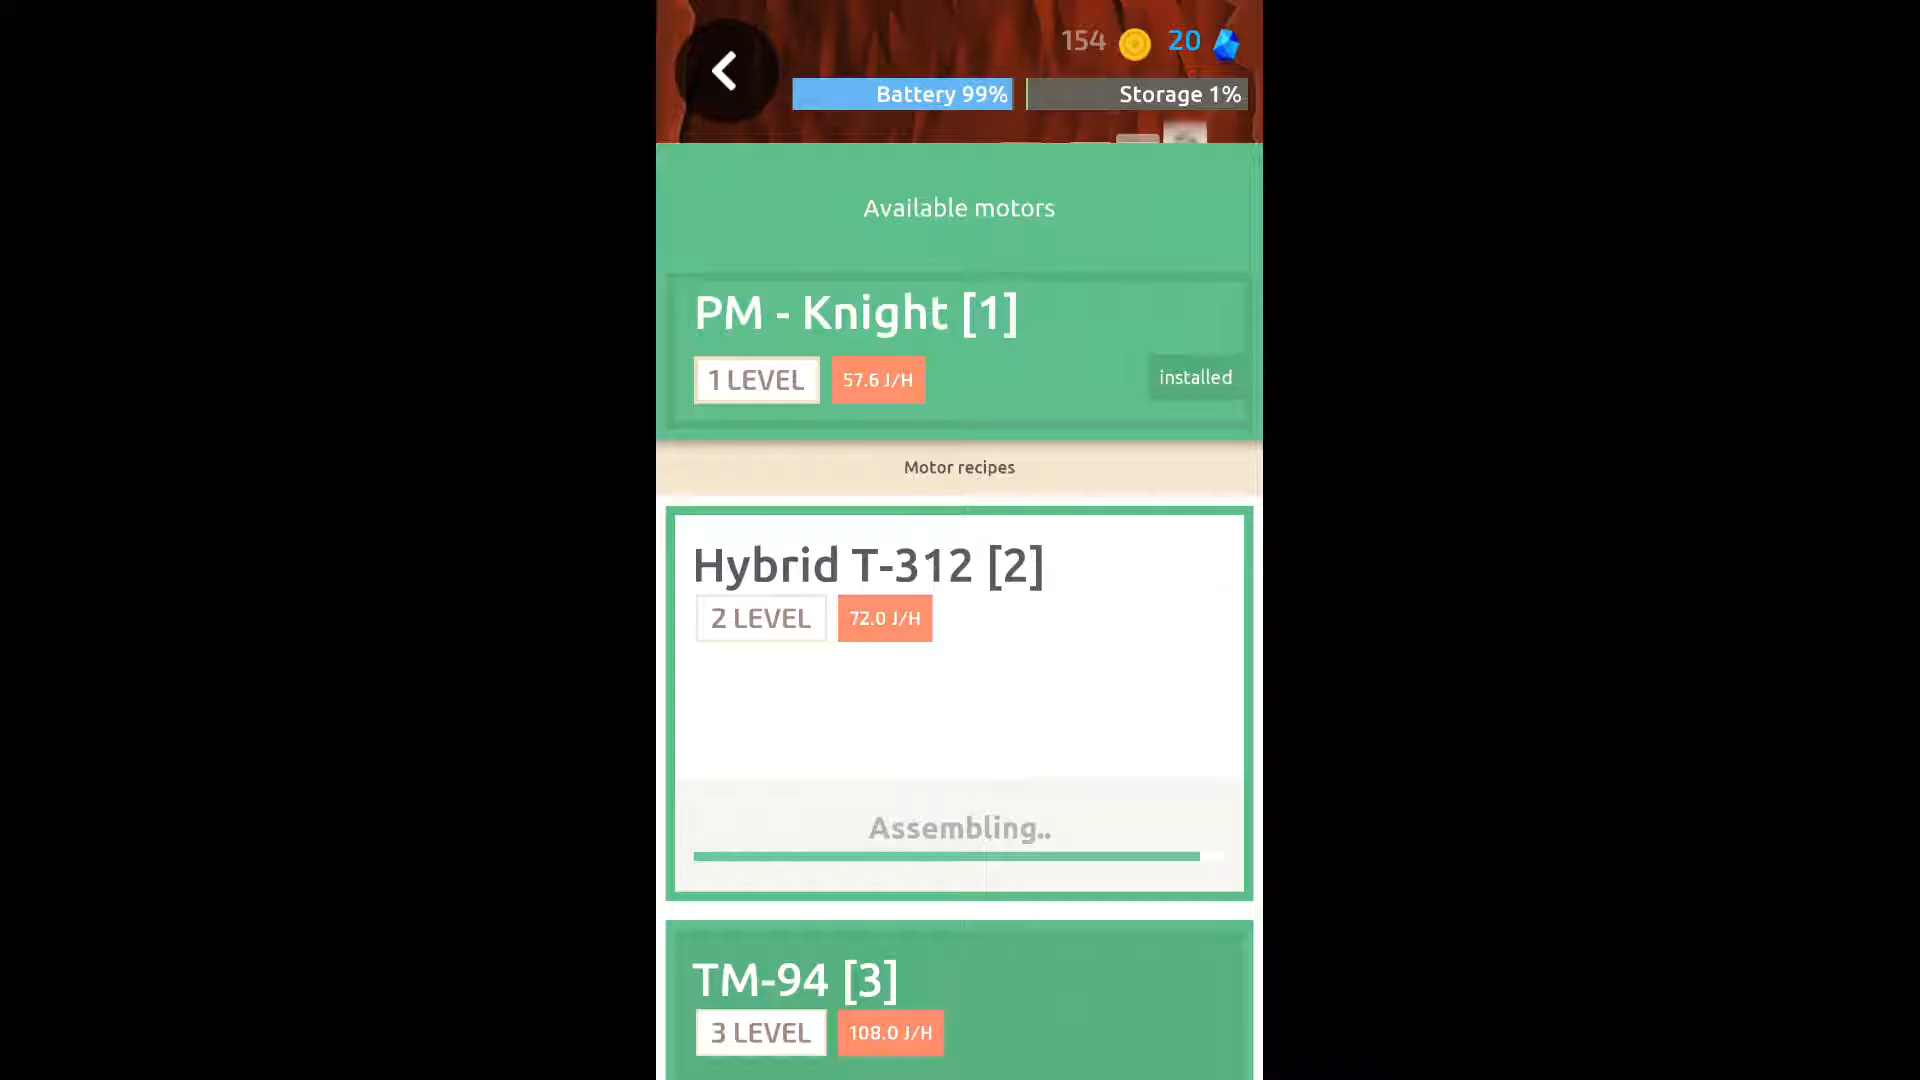 154 20
Battery 99% Storage 1%
Available motors
PM - Knight [1]
1 LEVEL 57.6 J/H installed
Motor recipes
Hybrid T-312 [2]
2 LEVEL 72.0 J/H
Assembling..
TM-94 [3]
3 LEVEL 108.0 J/H